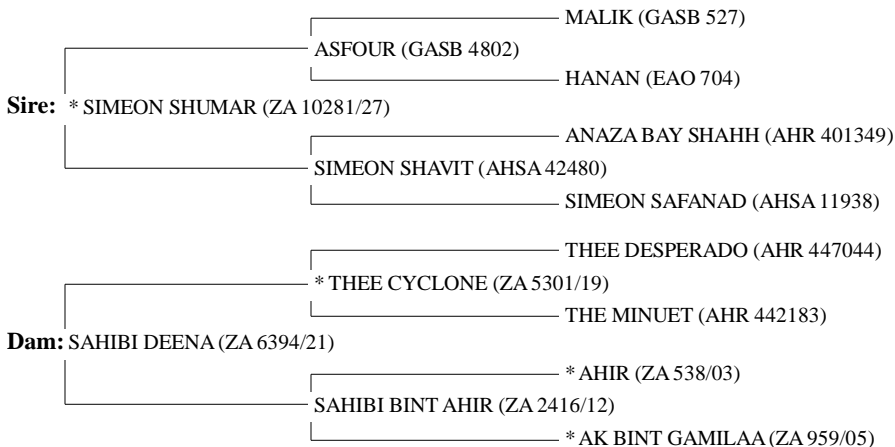 MALIK (GASB 527)
ASFOUR (GASB 4802)
HANAN (EAO 704)
Sire: * SIMEON SHUMAR (ZA 10281/27)
ANAZA BAY SHAHH (AHR 401349)
SIMEON SHAVIT (AHSA 42480)
SIMEON SAFANAD (AHSA 11938)
THEE DESPERADO (AHR 447044)
* THEE CYCLONE (ZA 5301/19)
THE MINUET (AHR 442183)
Dam: SAHIBI DEENA (ZA 6394/21)
* AHIR (ZA 538/03)
SAHIBI BINT AHIR (ZA 2416/12)
* AK BINT GAMILAA (ZA 959/05)